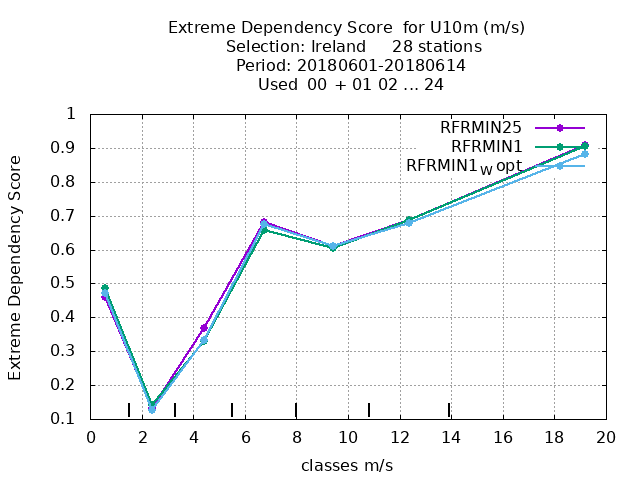 Extreme Dependency Score  for U10m (m/s)
Selection: Ireland     28 stations
Period: 20180601-20180614
Used  00  + 01 02 ... 24
Extreme Dependency Score
1
0.9
0.8
0.7
0.6
0.5
0.4
0.3
0.2
0.1
RFRMIN25
RFRMIN1
RFRMIN1W opt
0 2 4 6 8 10 12 14 16 18 20
classes m/s